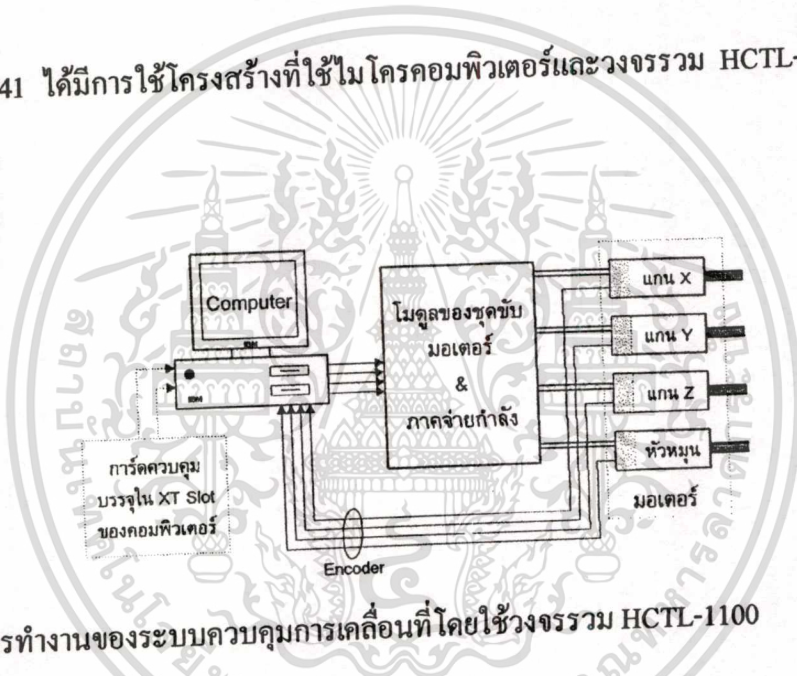 41 ได้มีการใช้โครงสร้างที่ใช้ไมโครคอมพิวเตอร์และวงจรรวม HCTL-
Computer
IBM
IBM
การ์ดควบคุม
บรรจุใน XT Slot
ของคอมพิวเตอร์
โมดูลของชุดขับ
มอเตอร์
&
ภาคจ่ายกำลัง
แกน X
แกน Y
แกน Z
หัวหมุน
มอเตอร์
Encoder
รทำงานของระบบควบคุมการเคลื่อนที่โดยใช้วงจรรวม HCTL-1100